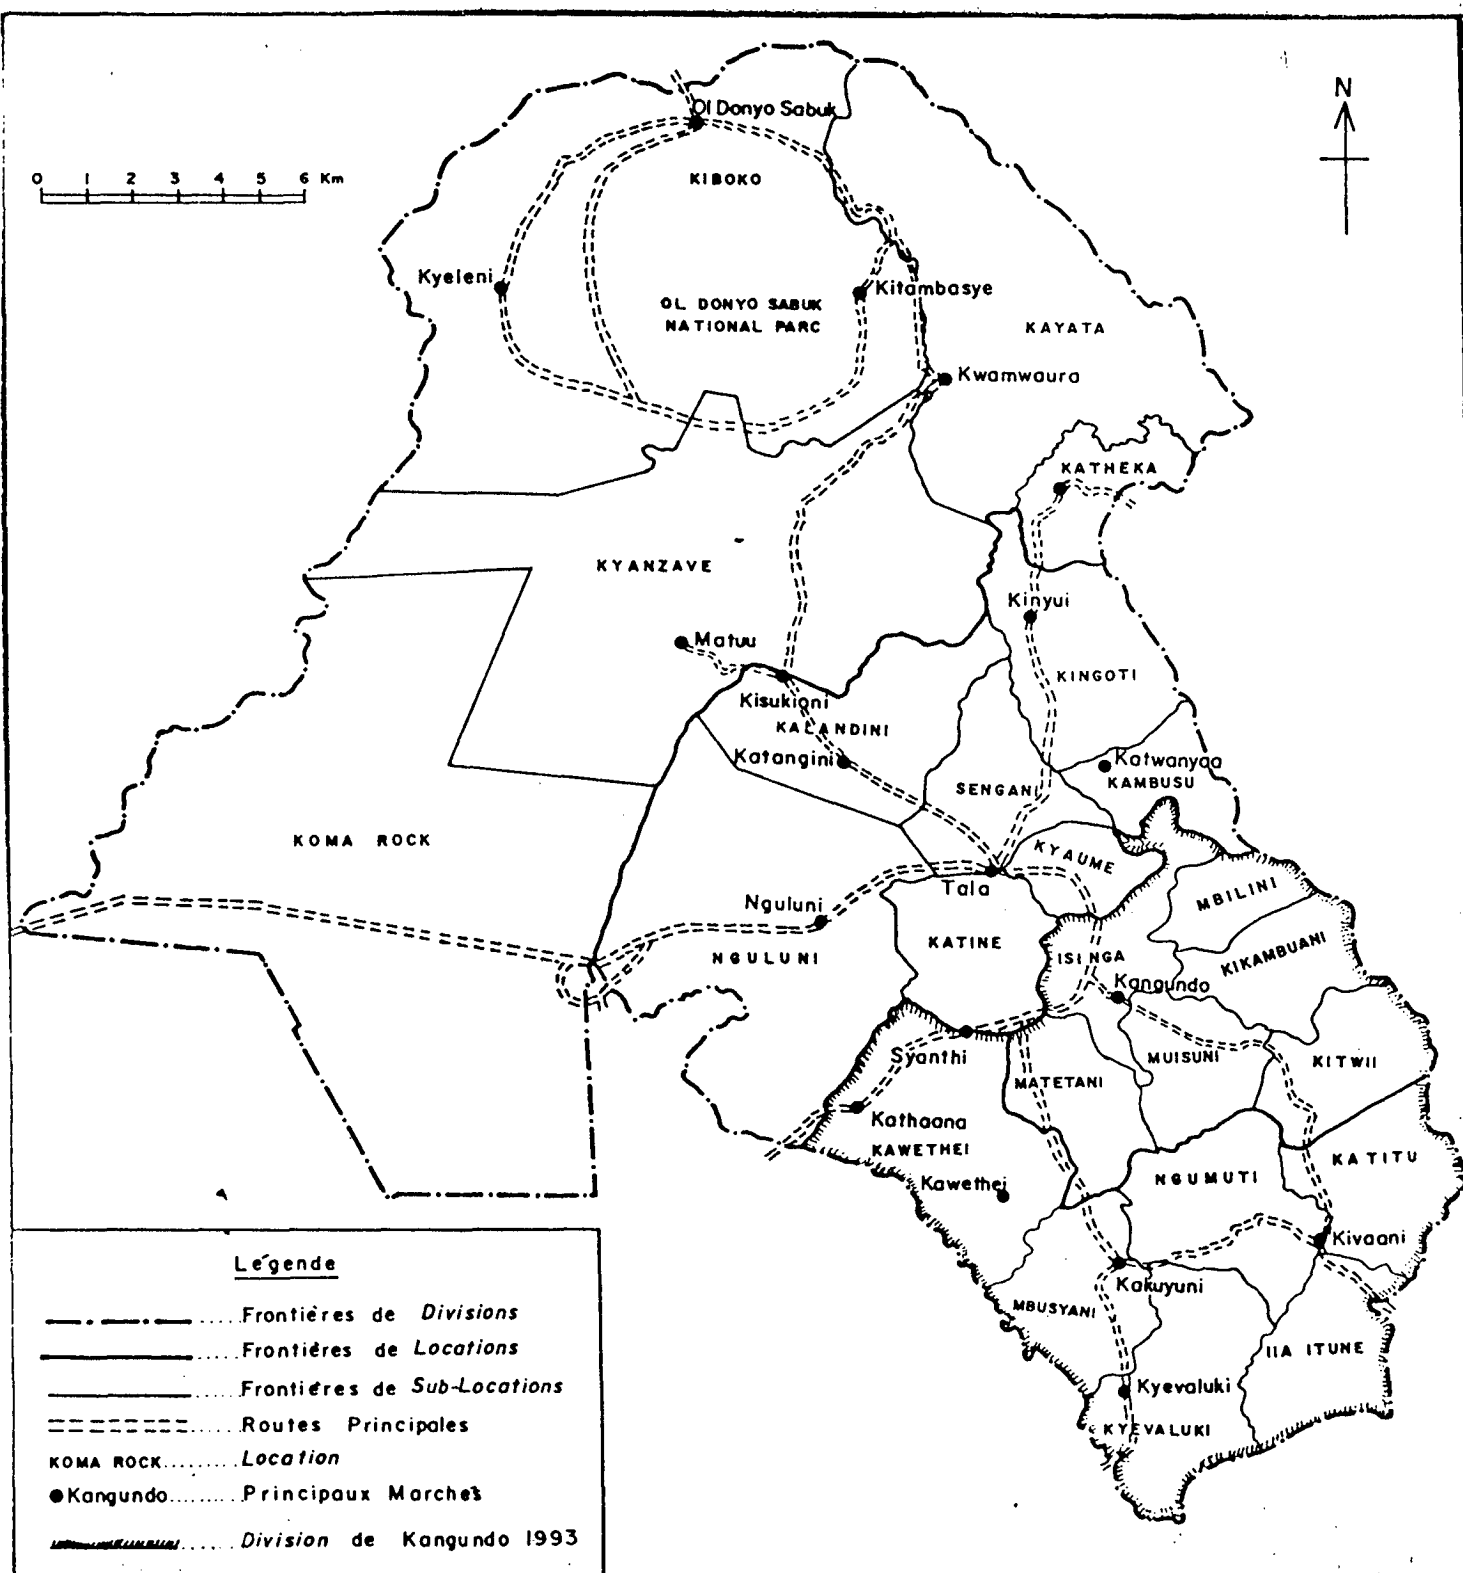 N
Ol Donyo Sabuk
0 1 2 3 4 5 6 Km
KIBOKO
Kyeleni
Kitambasye
OL DONYO SABUK
NATIONAL PARC
KAYATA
Kwamwaura
KATHEKA
KYANZAVE
Kinyui
Matuu
KINGOTI
Kisukioni
KALANDINI
Katangini
Katwanyaa
KAMBUSU
SENGANI
KOMA ROCK
KYAUME
Tala
MBILINI
Nguluni
KATINE
NGULUNI
ISINGA
KIKAMBUANI
Kangundo
Syanthi
MUISUNI
KITWII
MATETANI
Kathaana
KAWETHEI
KATITU
Kawethei
NGUMUTI
Kivaani
Kakuyuni
MBUSYANI
IIA ITUNE
Kyevaluki
KYEVALUKI
Légende
.....Frontières de Divisions
.....Frontières de Locations
.....Frontiéres de Sub-Locations
.....Routes Principales
KOMA ROCK........Location
Kangundo........Principaux Marchés
.....Division de Kangundo 1993